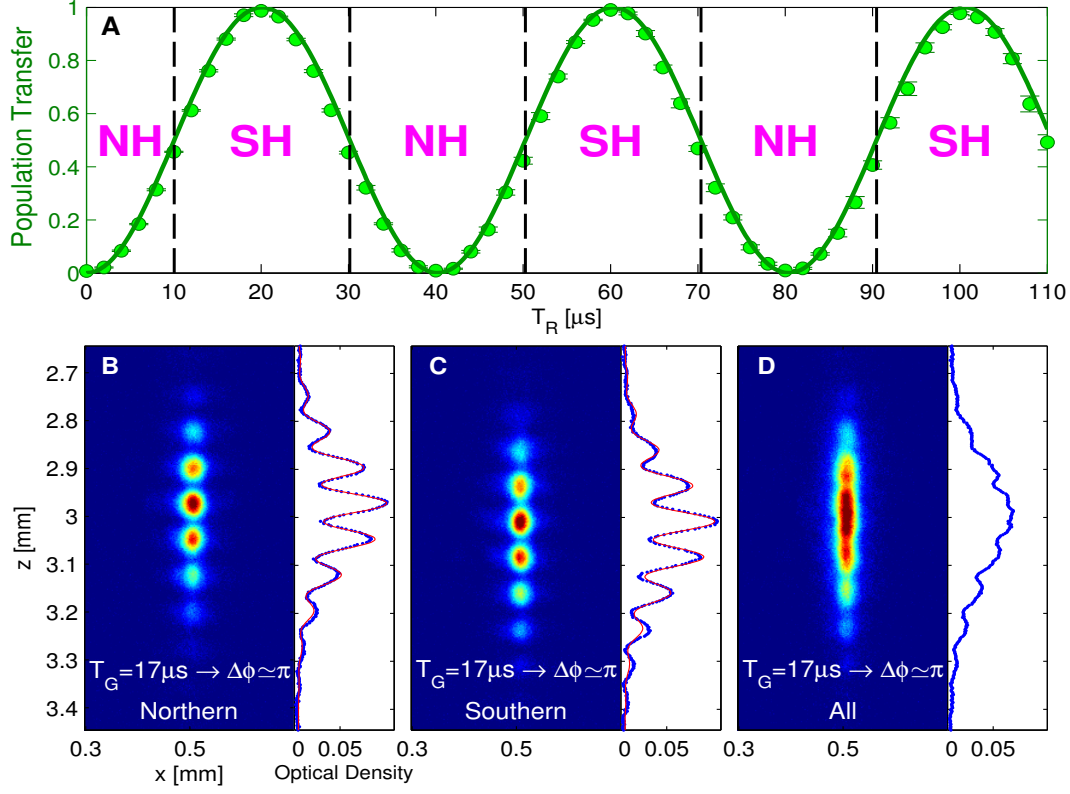 A
Population Transfer
1
0.8
0.6
0.4
0.2
0
NH SH NH SH NH SH
0 10 20 30 40 50 60 70 80 90 100 110
T_R [μs]
B C D
z [mm]
2.7
2.8
2.9
3
3.1
3.2
3.3
3.4
T_G=17μs → Δϕ≃π T_G=17μs → Δϕ≃π T_G=17μs → Δϕ≃π
Northern Southern All
0.3 0.5 0 0.05 0.3 0.5 0 0.05 0.3 0.5 0 0.05
x [mm] Optical Density